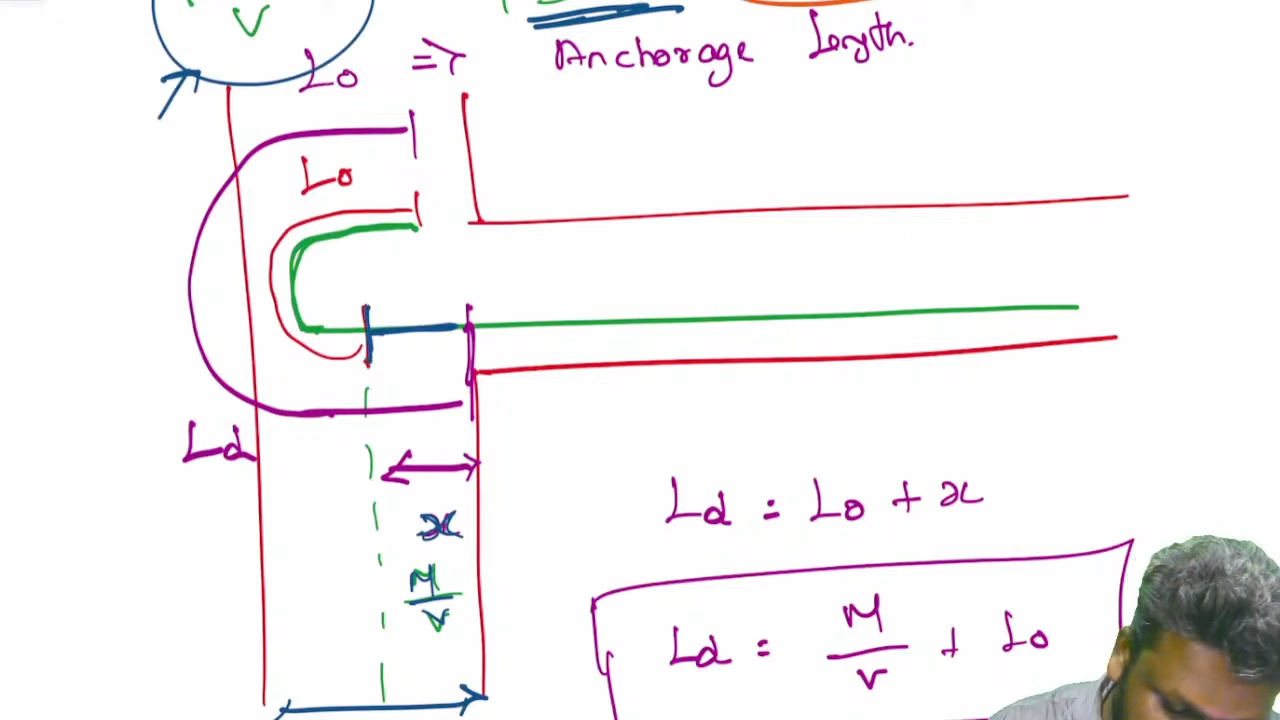 V
Lo => Anchorage Length.
Lo
Ld
x
M
V
Ld = Lo + x
Ld = M/V + Lo